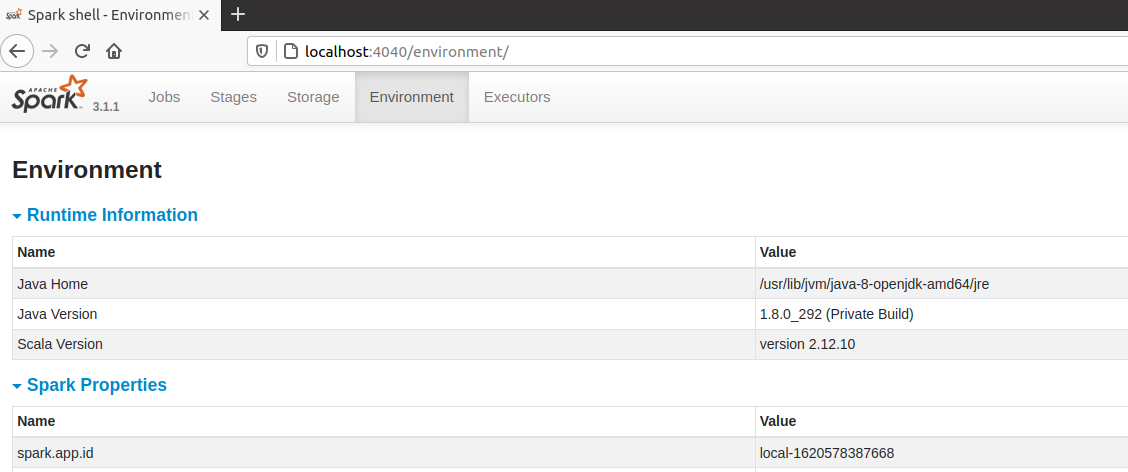 Spark shell - Environment
localhost:4040/environment/
APACHE Spark 3.1.1 Jobs Stages Storage Environment Executors
Environment
Runtime Information
Name Value
Java Home /usr/lib/jvm/java-8-openjdk-amd64/jre
Java Version 1.8.0_292 (Private Build)
Scala Version version 2.12.10
Spark Properties
Name Value
spark.app.id local-1620578387668